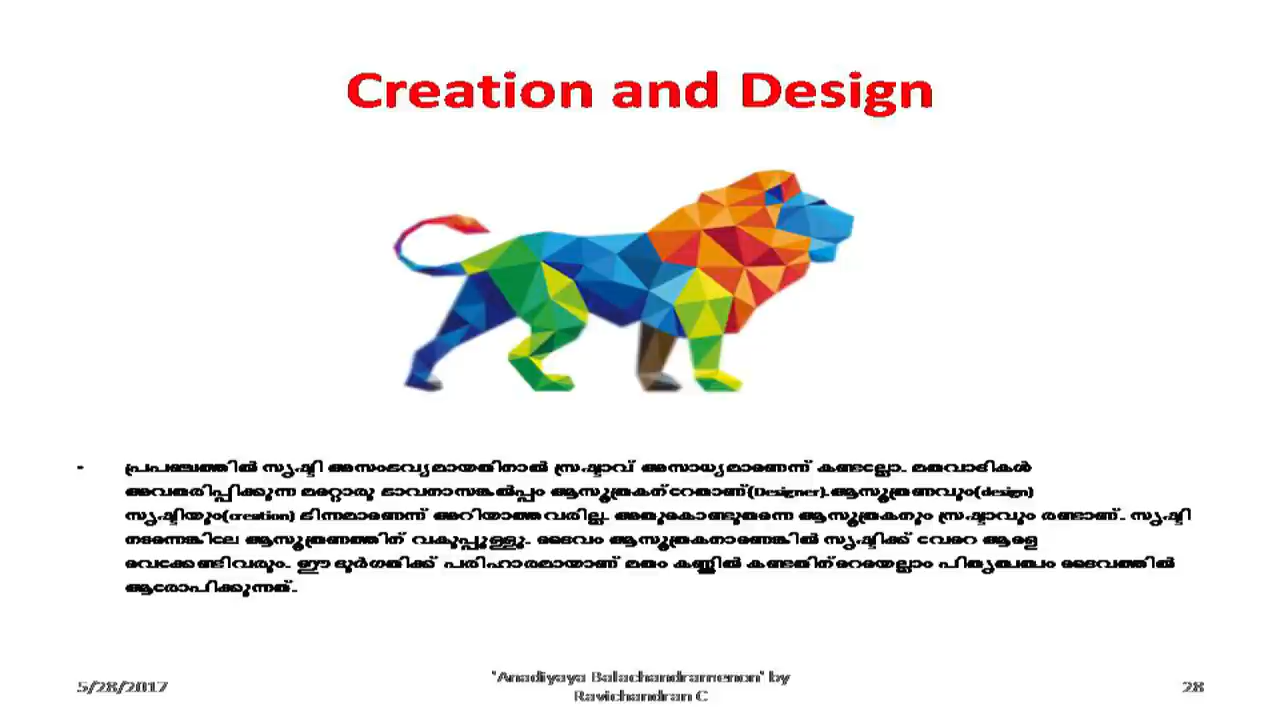 Creation and Design
- പ്രപഞ്ചത്തിൽ സൃഷ്ടി അസംഭവ്യമായതിനാൽ സ്രഷ്ടാവ് അസാധ്യമാണെന്ന് കണ്ടല്ലോ. മതവാദികൾ
അവതരിപ്പിക്കുന്ന മറ്റൊരു ഭാവനാസങ്കൽപ്പം ആസൂത്രകന്റേതാണ്(Designer).ആസൂത്രണവും(design)
സൃഷ്ടിയും(creation) ഭിന്നമാണെന്ന് അറിയാത്തവരില്ല. അതുകൊണ്ടുതന്നെ ആസൂത്രകനും സ്രഷ്ടാവും രണ്ടാണ്. സൃഷ്ടി
നടന്നെങ്കിലേ ആസൂത്രണത്തിന് വകുപ്പുള്ളു. ദൈവം ആസൂത്രകനാണെങ്കിൽ സൃഷ്ടിക്ക് വേറെ ആളെ
വെക്കേണ്ടിവരും. ഈ ദുർഗതിക്ക് പരിഹാരമായാണ് മതം കണ്ണിൽ കണ്ടതിന്റെയെല്ലാം പിതൃത്വം ദൈവത്തിൽ
ആരോപിക്കുന്നത്.
5/28/2017
'Anadiyaya Balachandramenon' by
Ravichandran C
28